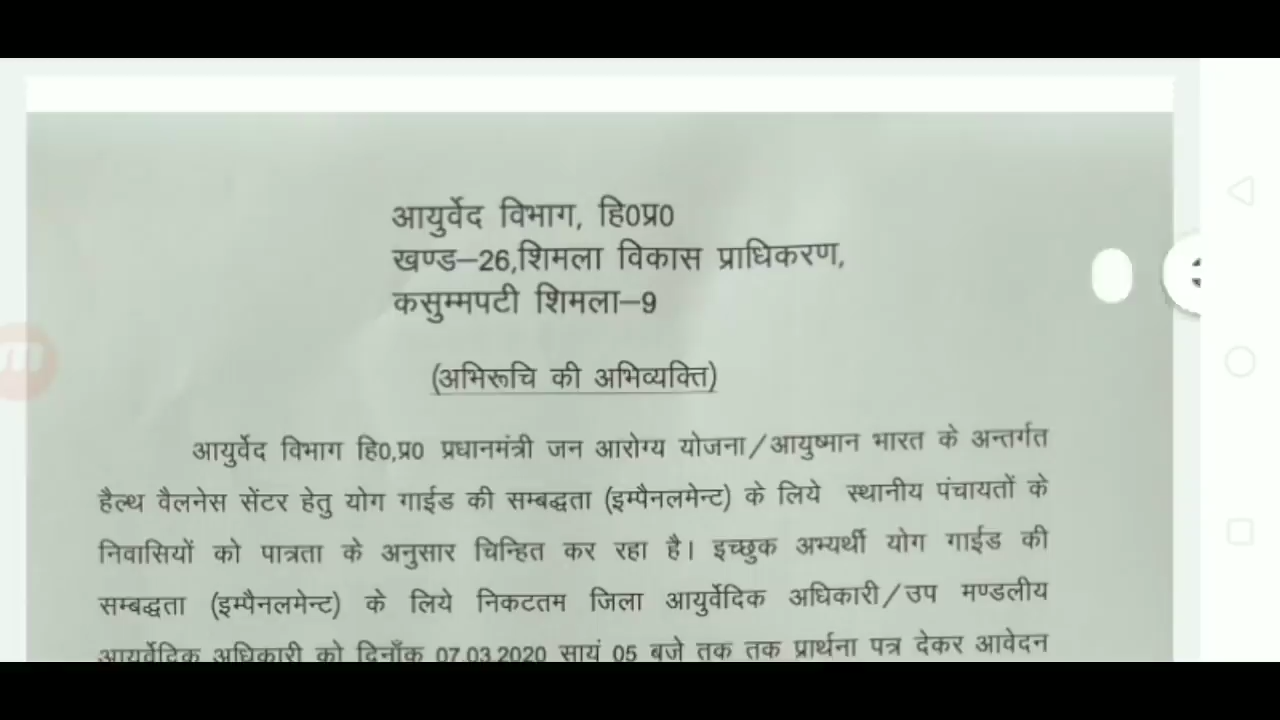 आयुर्वेद विभाग, हि0प्र0
खण्ड–26,शिमला विकास प्राधिकरण,
कसुम्मपटी शिमला–9
(अभिरूचि की अभिव्यक्ति)
आयुर्वेद विभाग हि0,प्र0 प्रधानमंत्री जन आरोग्य योजना/आयुष्मान भारत के अन्तर्गत
हैल्थ वैलनेस सेंटर हेतु योग गाईड की सम्बद्धता (इम्पैनलमेन्ट) के लिये स्थानीय पंचायतों के
निवासियों को पात्रता के अनुसार चिन्हित कर रहा है। इच्छुक अभ्यर्थी योग गाईड की
सम्बद्धता (इम्पैनलमेन्ट) के लिये निकटतम जिला आयुर्वेदिक अधिकारी/उप मण्डलीय
आयुर्वेदिक अधिकारी को दिनाँक 07.03.2020 सायं 05 बजे तक तक प्रार्थना पत्र देकर आवेदन